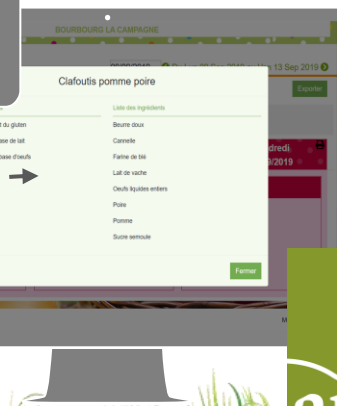 BOURBOURG LA CAMPAGNE
13 Sep 2019
Exporter
Clafoutis pomme poire
Liste des Ingrédients
t du gluten
Beurre doux
ase de lait
Cannelle
base d'oeufs
Farine de blé
Lait de vache
Oeufs liquides entiers
Poire
Pomme
Sucre semoule
dredi
9/2019
Fermer
M